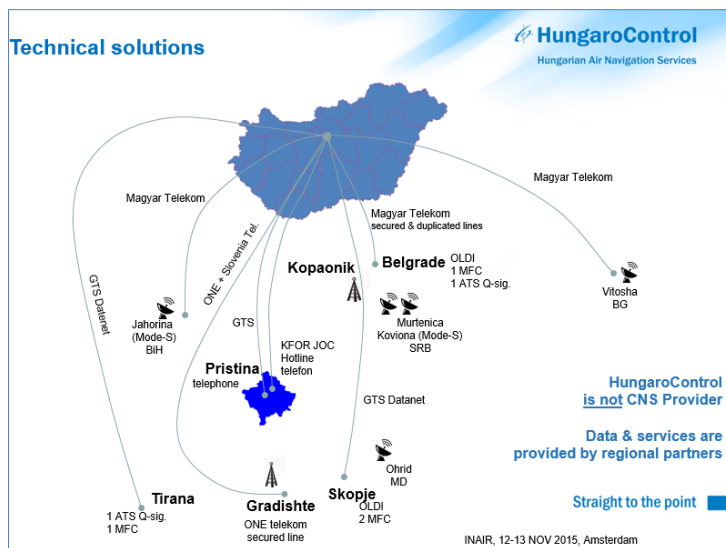 Technical solutions
HungaroControl
Hungarian Air Navigation Services
Magyar Telekom
Magyar Telekom
Magyar Telekom
secured & duplicated lines
ONE + Slovenia Tel.
GTS Datenet
Kopaonik
Belgrade
OLDI
1 MFC
1 ATS Q-sig.
Vitosha
BG
Jahorina
(Mode-S)
BiH
Murtenica
Koviona (Mode-S)
SRB
GTS
KFOR JOC
Hotline
telefon
Pristina
telephone
GTS Datanet
HungaroControl
is not CNS Provider
Data & services are
provided by regional partners
Ohrid
MD
Tirana
1 ATS Q-sig.
1 MFC
Gradishte
ONE telekom
secured line
Skopje
OLDI
2 MFC
Straight to the point
INAIR, 12-13 NOV 2015, Amsterdam